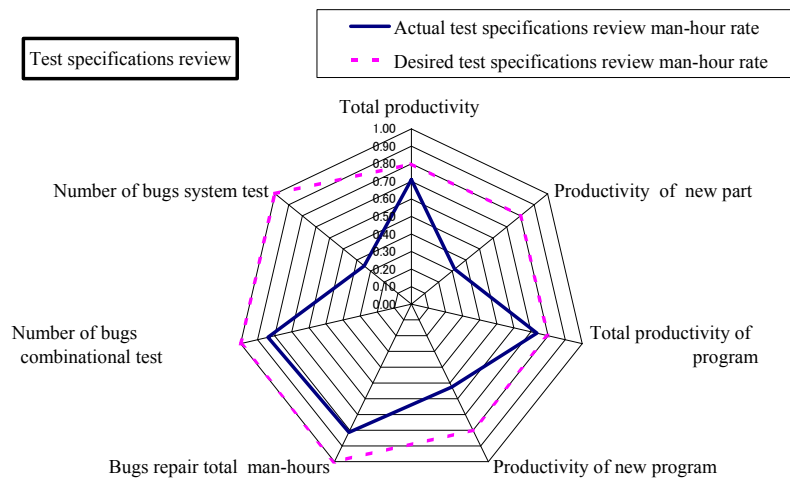 Test specifications review
Actual test specifications review man-hour rate
Desired test specifications review man-hour rate
Total productivity
1.00
0.90
0.80
0.70
0.60
0.50
0.40
0.30
0.20
0.10
0.00
Number of bugs system test
Productivity of new part
Number of bugs
combinational test
Total productivity of
program
Bugs repair total man-hours
Productivity of new program